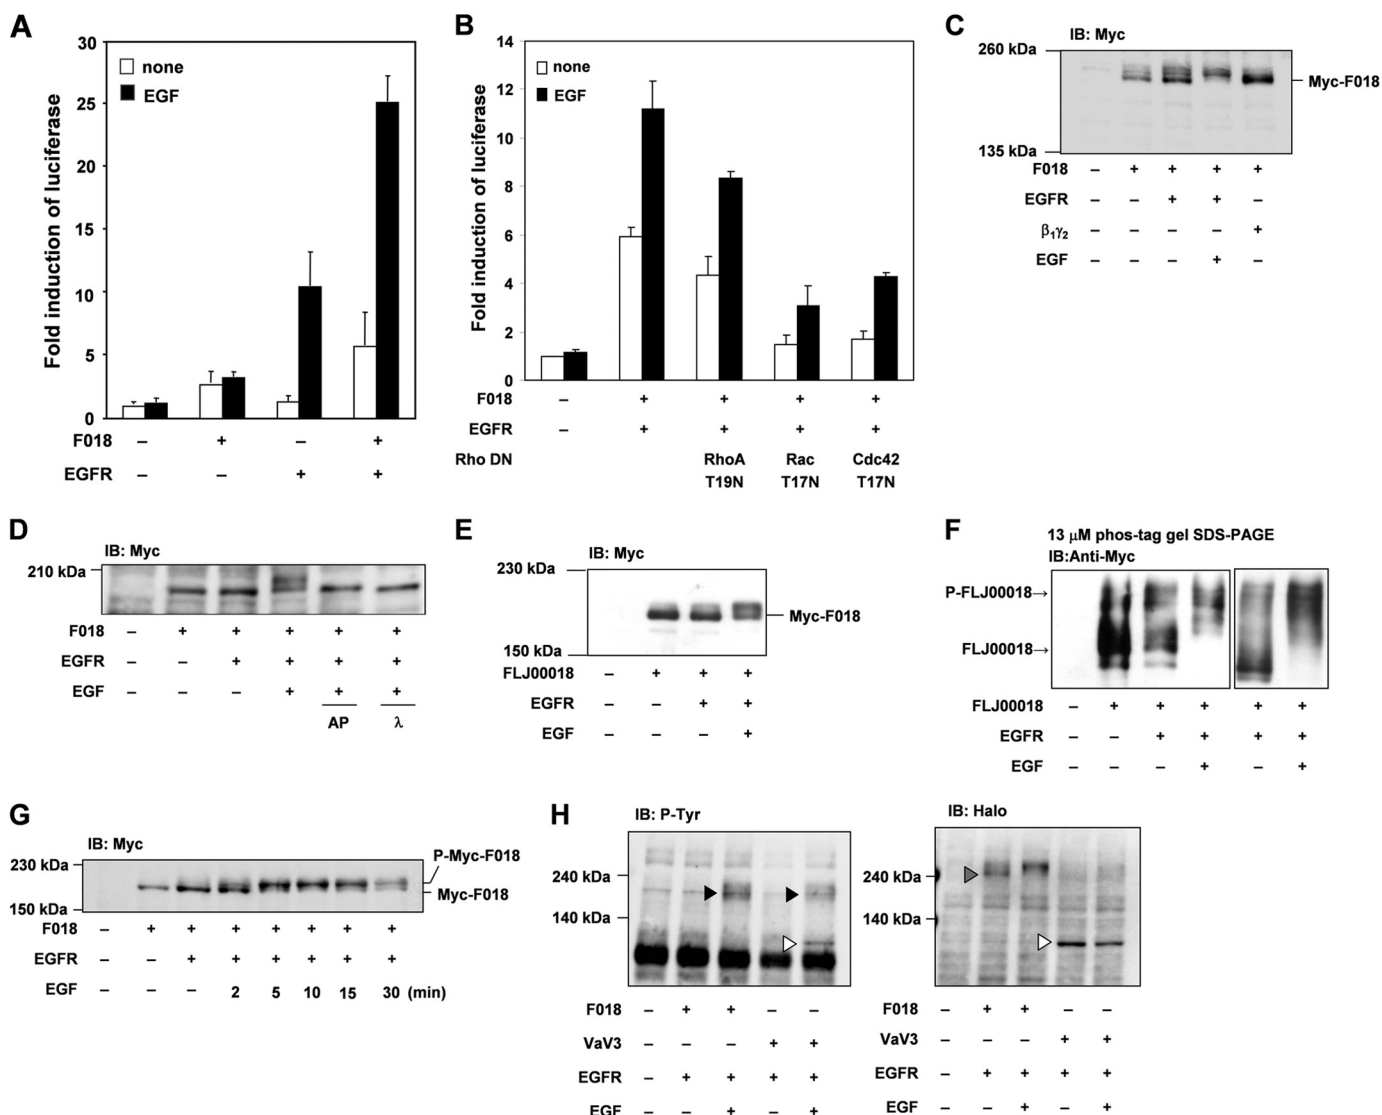 A
Fold induction of luciferase
30
25
20
15
10
5
0
none
EGF
F018 – + – +
EGFR – – + +
B
Fold induction of luciferase
14
12
10
8
6
4
2
0
none
EGF
F018 – + + + +
EGFR – + + + +
Rho DN RhoA Rac Cdc42
T19N T17N T17N
C
IB: Myc
260 kDa
Myc-F018
135 kDa
F018 – + + + +
EGFR – – + + –
β₁γ₂ – – – – +
EGF – – – + –
D
IB: Myc
210 kDa
F018 – + + + + +
EGFR – – + + + +
EGF – – – + + +
AP λ
E
IB: Myc
230 kDa
Myc-F018
150 kDa
FLJ00018 – + + +
EGFR – – + +
EGF – – – +
F
13 μM phos-tag gel SDS-PAGE
IB:Anti-Myc
P-FLJ00018→
FLJ00018→
FLJ00018 – + + + + +
EGFR – – + + + +
EGF – – – + – +
G
IB: Myc
230 kDa
P-Myc-F018
Myc-F018
150 kDa
F018 – + + + + + + +
EGFR – – + + + + + +
EGF – – – 2 5 10 15 30 (min)
H
IB: P-Tyr
240 kDa
140 kDa
F018 – + + – –
VaV3 – – – + +
EGFR – + + + +
EGF – – + – +
IB: Halo
240 kDa
140 kDa
F018 – + + – –
VaV3 – – – + +
EGFR – + + + +
EGF – – + – +